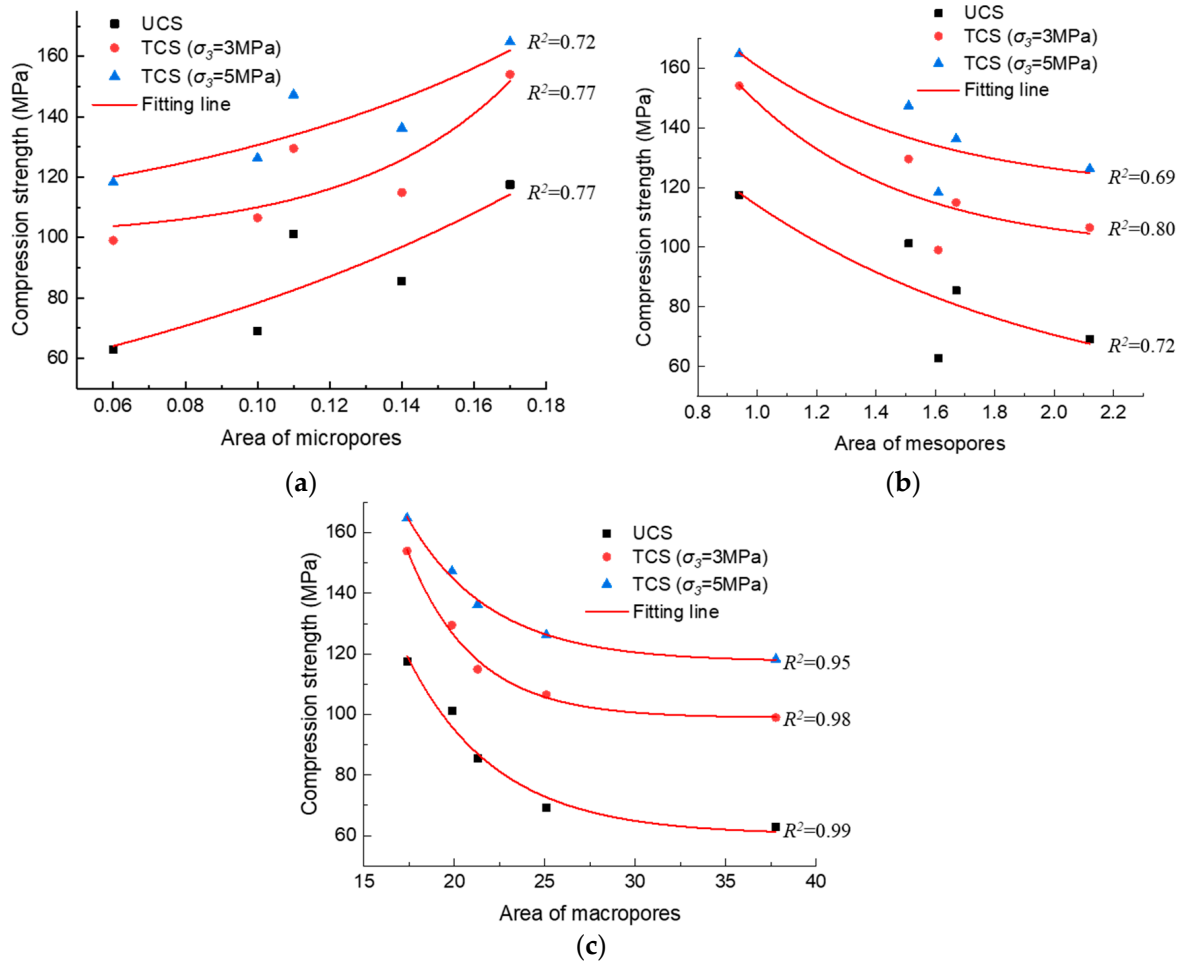 UCS
TCS (σ3=3MPa)
TCS (σ3=5MPa)
Fitting line
R2=0.72
R2=0.77
R2=0.77
160
140
120
100
80
60
Compression strength (MPa)
0.06 0.08 0.10 0.12 0.14 0.16 0.18
Area of micropores
(a)
UCS
TCS (σ3=3MPa)
TCS (σ3=5MPa)
Fitting line
R2=0.69
R2=0.80
R2=0.72
160
140
120
100
80
60
Compression strength (MPa)
0.8 1.0 1.2 1.4 1.6 1.8 2.0 2.2
Area of mesopores
(b)
UCS
TCS (σ3=3MPa)
TCS (σ3=5MPa)
Fitting line
R2=0.95
R2=0.98
R2=0.99
160
140
120
100
80
60
Compression strength (MPa)
15 20 25 30 35 40
Area of macropores
(c)